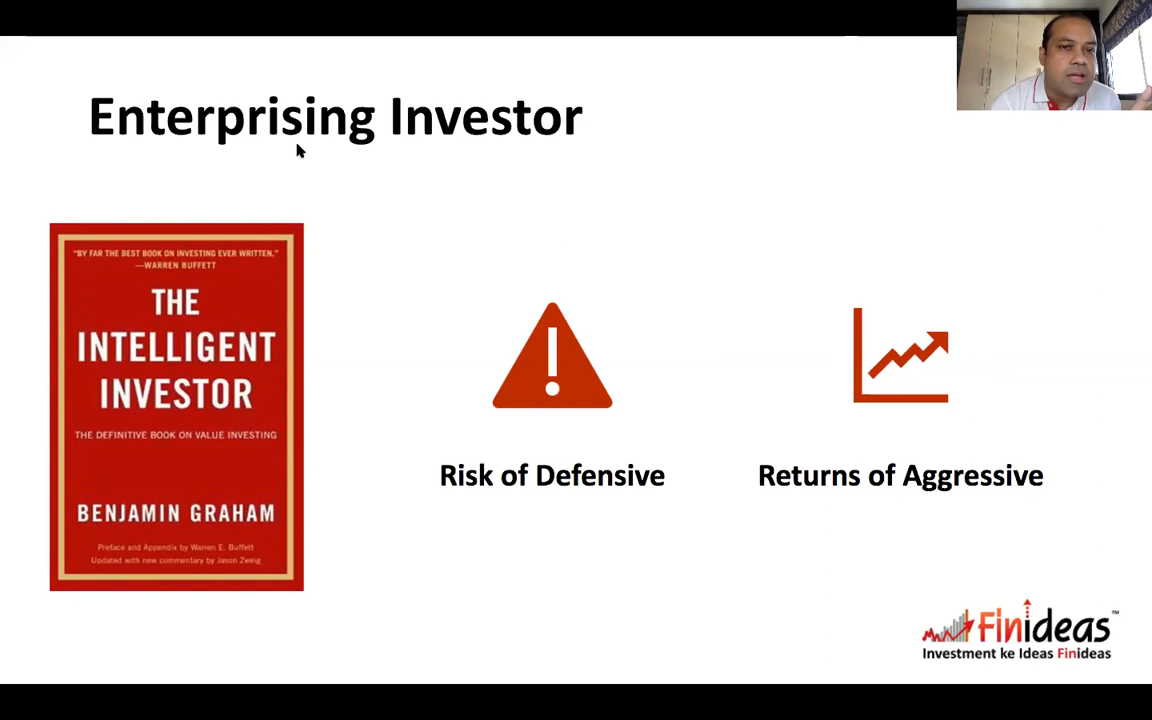 Enterprising Investor
"BY FAR THE BEST BOOK ON INVESTING EVER WRITTEN."
—WARREN BUFFETT
THE
INTELLIGENT
INVESTOR
THE DEFINITIVE BOOK ON VALUE INVESTING
BENJAMIN GRAHAM
Preface and Appendix by Warren E. Buffett
Updated with new commentary by Jason Zweig
!
Risk of Defensive
Returns of Aggressive
Finideas™
Investment ke Ideas Finideas